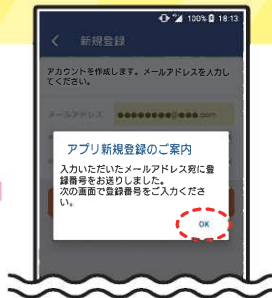 100% 18:13
新規登録
アカウントを作成します。メールアドレスを入力し
てください。
メールアドレス ●●●●●●●●@●●●.com
アプリ新規登録のご案内
入力いただいたメールアドレス宛に登
録番号をお送りしました。
次の画面で登録番号をご入力くださ
い。
OK